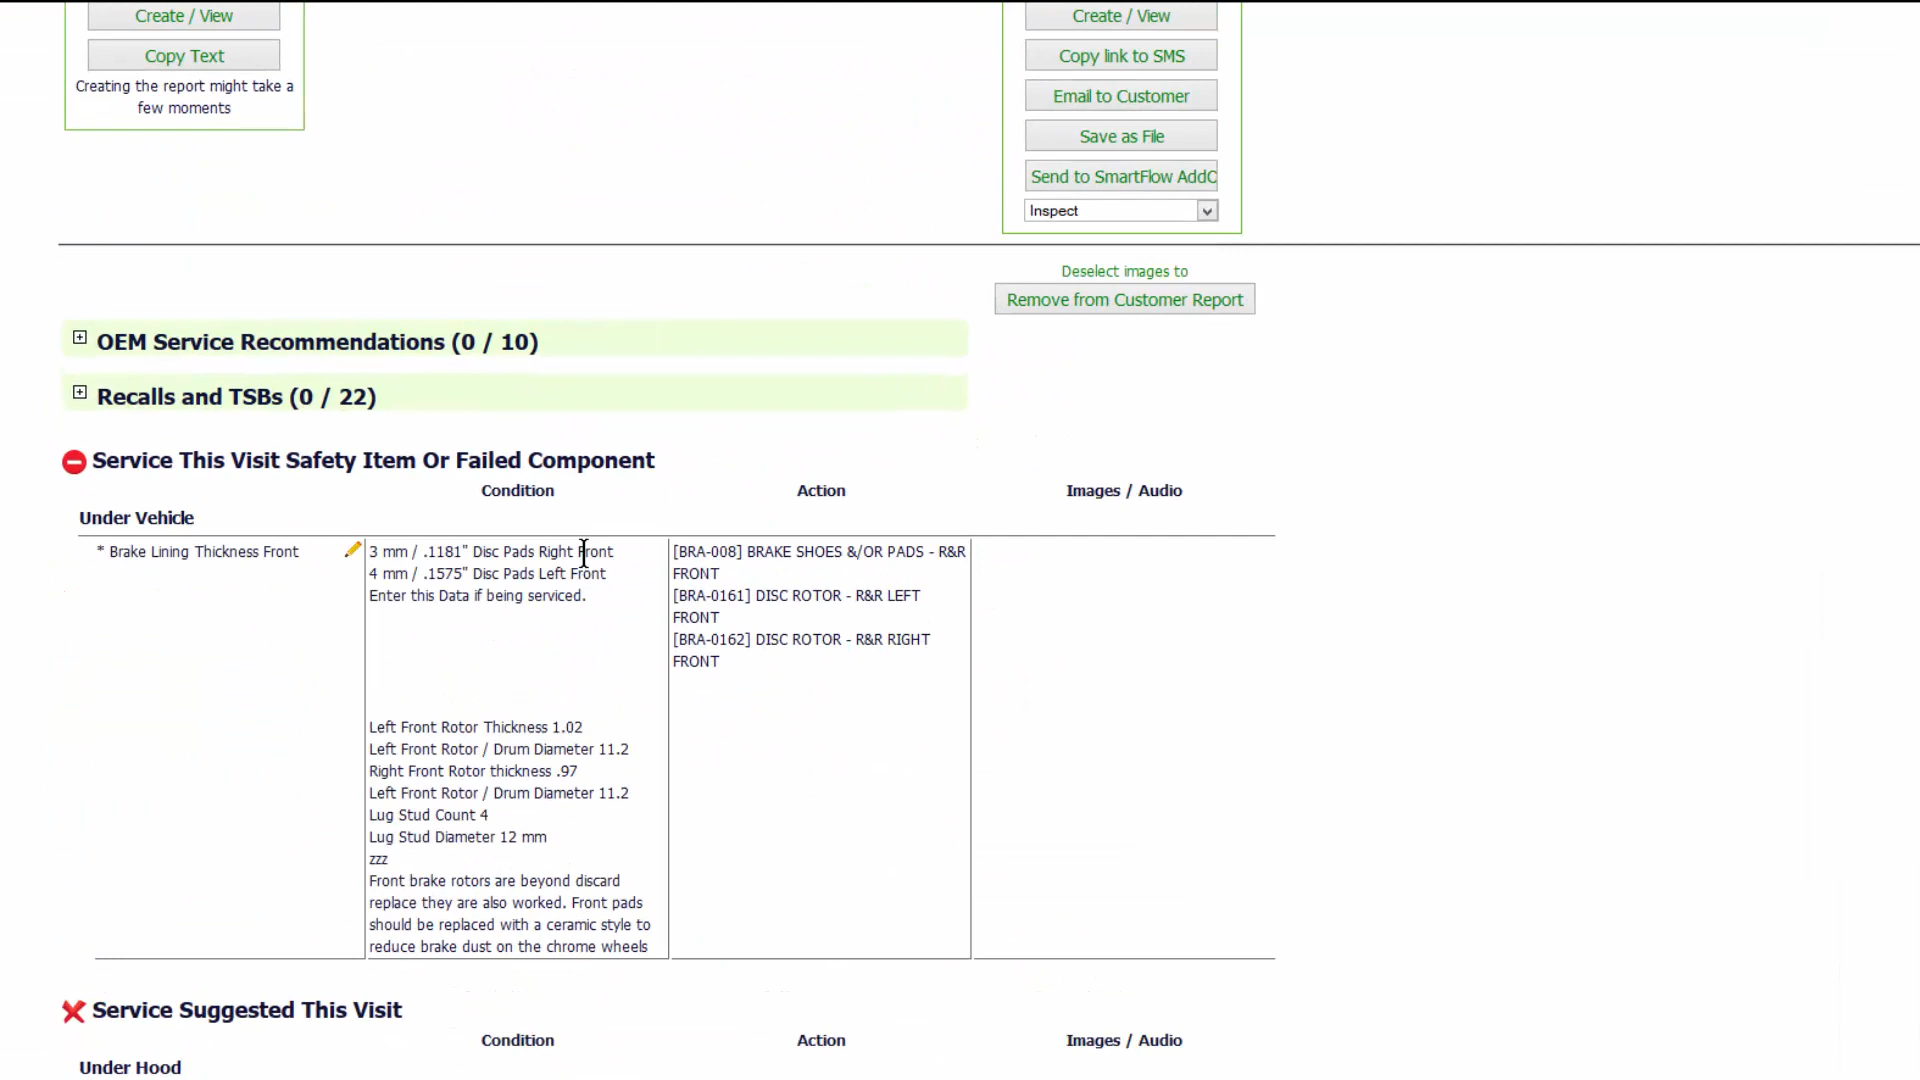 Create / View
Copy Text
Creating the report might take a
few moments
Create / View
Copy link to SMS
Email to Customer
Save as File
Send to SmartFlow AddO
Inspect
Deselect images to
Remove from Customer Report
OEM Service Recommendations (0 / 10)
Recalls and TSBs (0 / 22)
Service This Visit Safety Item Or Failed Component
Condition Action Images / Audio
Under Vehicle
* Brake Lining Thickness Front
3 mm / .1181" Disc Pads Right Front
4 mm / .1575" Disc Pads Left Front
Enter this Data if being serviced.
Left Front Rotor Thickness 1.02
Left Front Rotor / Drum Diameter 11.2
Right Front Rotor thickness .97
Left Front Rotor / Drum Diameter 11.2
Lug Stud Count 4
Lug Stud Diameter 12 mm
zzz
Front brake rotors are beyond discard
replace they are also worked. Front pads
should be replaced with a ceramic style to
reduce brake dust on the chrome wheels
[BRA-008] BRAKE SHOES &/OR PADS - R&R
FRONT
[BRA-0161] DISC ROTOR - R&R LEFT
FRONT
[BRA-0162] DISC ROTOR - R&R RIGHT
FRONT
Service Suggested This Visit
Condition Action Images / Audio
Under Hood